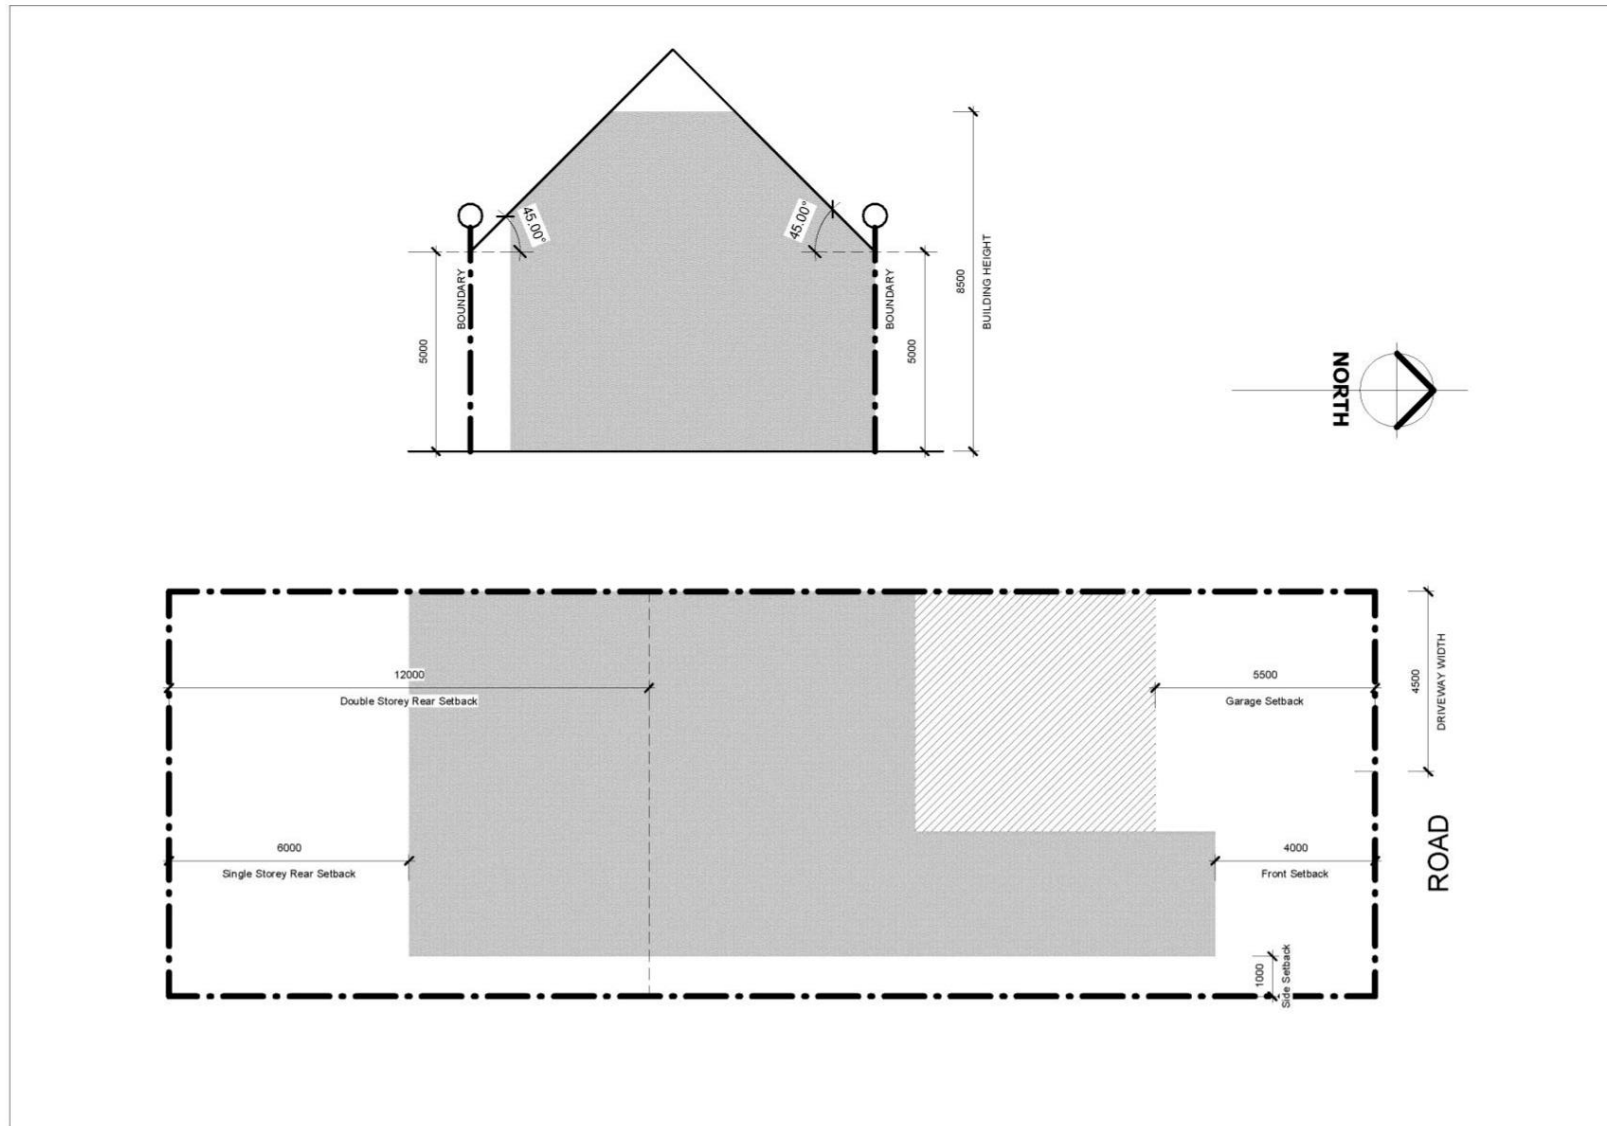 45.00°
45.00°
BOUNDARY
BOUNDARY
5000
5000
8500
BUILDING HEIGHT
NORTH
12000
Double Storey Rear Setback
5500
Garage Setback
4500
DRIVEWAY WIDTH
6000
Single Storey Rear Setback
4000
Front Setback
ROAD
1000
Side Setback